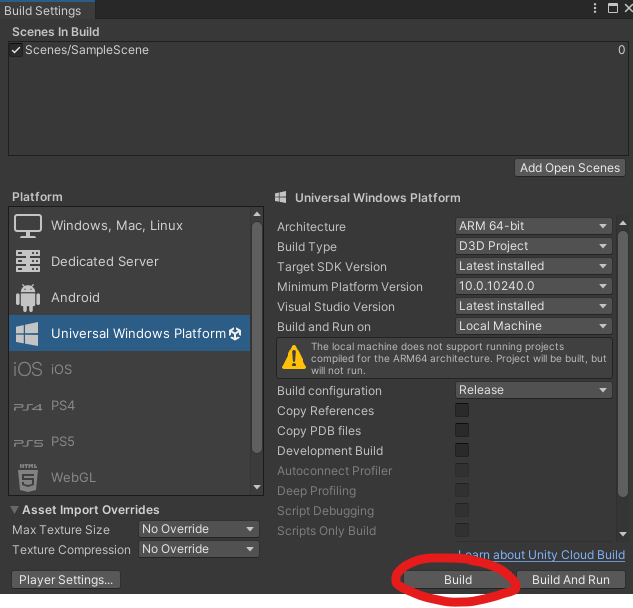 Build Settings
Scenes In Build
Scenes/SampleScene 0
Add Open Scenes
Platform
Windows, Mac, Linux
Dedicated Server
Android
Universal Windows Platform
iOS iOS
PS4 PS4
PS5 PS5
HTML 5 WebGL
Universal Windows Platform
Architecture ARM 64-bit
Build Type D3D Project
Target SDK Version Latest installed
Minimum Platform Version 10.0.10240.0
Visual Studio Version Latest installed
Build and Run on Local Machine
The local machine does not support running projects
compiled for the ARM64 architecture. Project will be built, but
will not run.
Build configuration Release
Copy References
Copy PDB files
Development Build
Autoconnect Profiler
Deep Profiling
Script Debugging
Scripts Only Build
Asset Import Overrides
Max Texture Size No Override
Texture Compression No Override
Learn about Unity Cloud Build
Player Settings... Build Build And Run